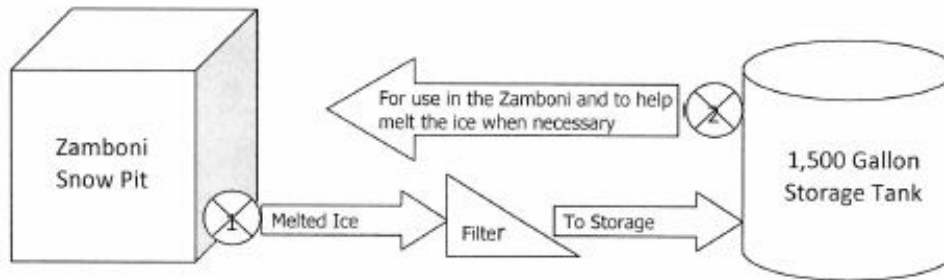 Zamboni
Snow Pit
For use in the Zamboni and to help
melt the ice when necessary
2
1,500 Gallon
Storage Tank
1
Melted Ice
Filter
To Storage